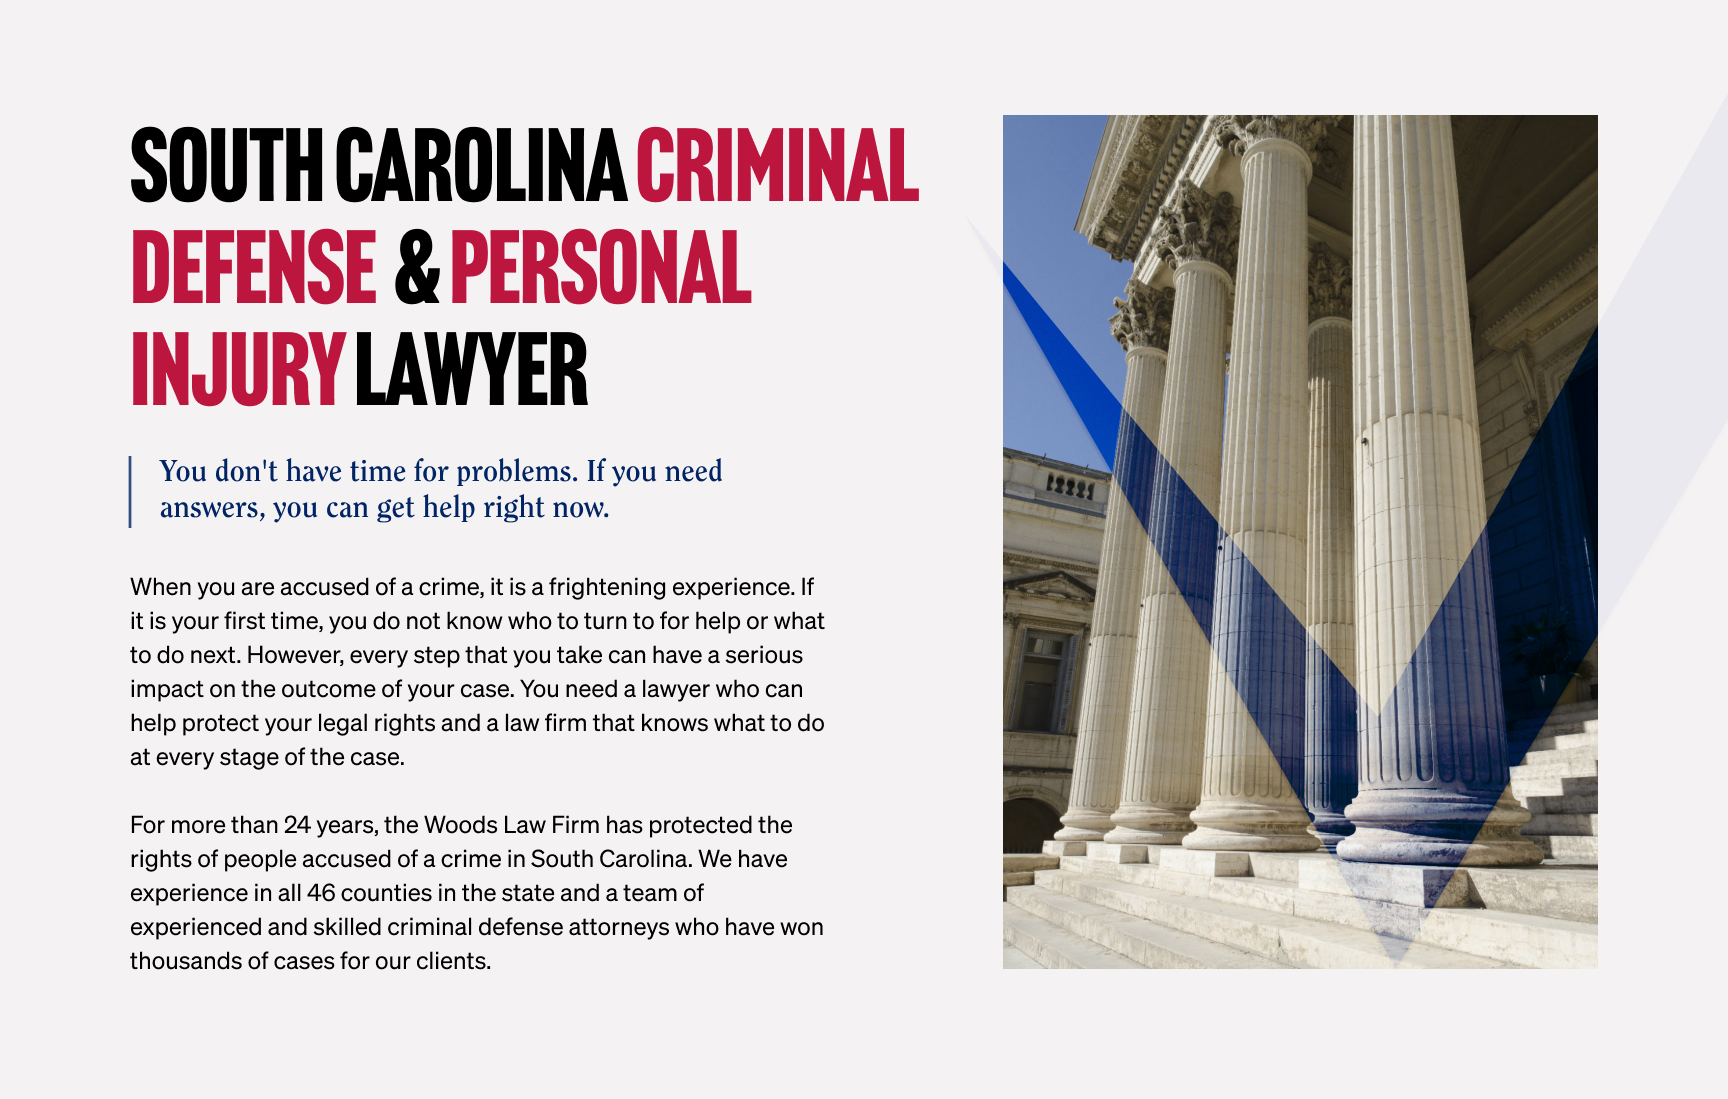 SOUTH CAROLINA CRIMINAL
DEFENSE & PERSONAL
INJURY LAWYER
You don't have time for problems. If you need
answers, you can get help right now.
When you are accused of a crime, it is a frightening experience. If
it is your first time, you do not know who to turn to for help or what
to do next. However, every step that you take can have a serious
impact on the outcome of your case. You need a lawyer who can
help protect your legal rights and a law firm that knows what to do
at every stage of the case.
For more than 24 years, the Woods Law Firm has protected the
rights of people accused of a crime in South Carolina. We have
experience in all 46 counties in the state and a team of
experienced and skilled criminal defense attorneys who have won
thousands of cases for our clients.